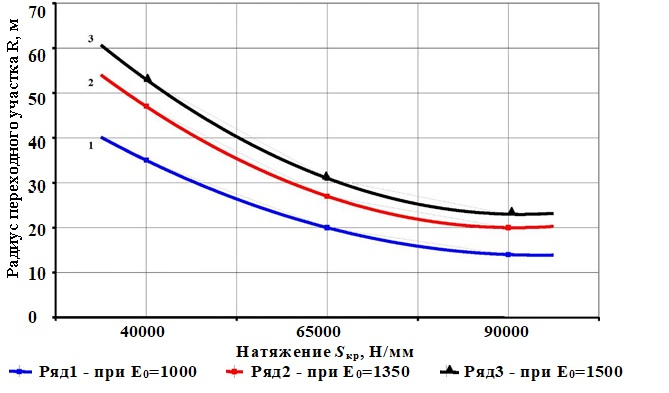 Радиус переходного участка R, м
70
60
50
40
30
20
10
0
3
2
1
40000
65000
90000
Натяжение Sкр, Н/мм
Ряд1 - при E0=1000
Ряд2 - при E0=1350
Ряд3 - при E0=1500